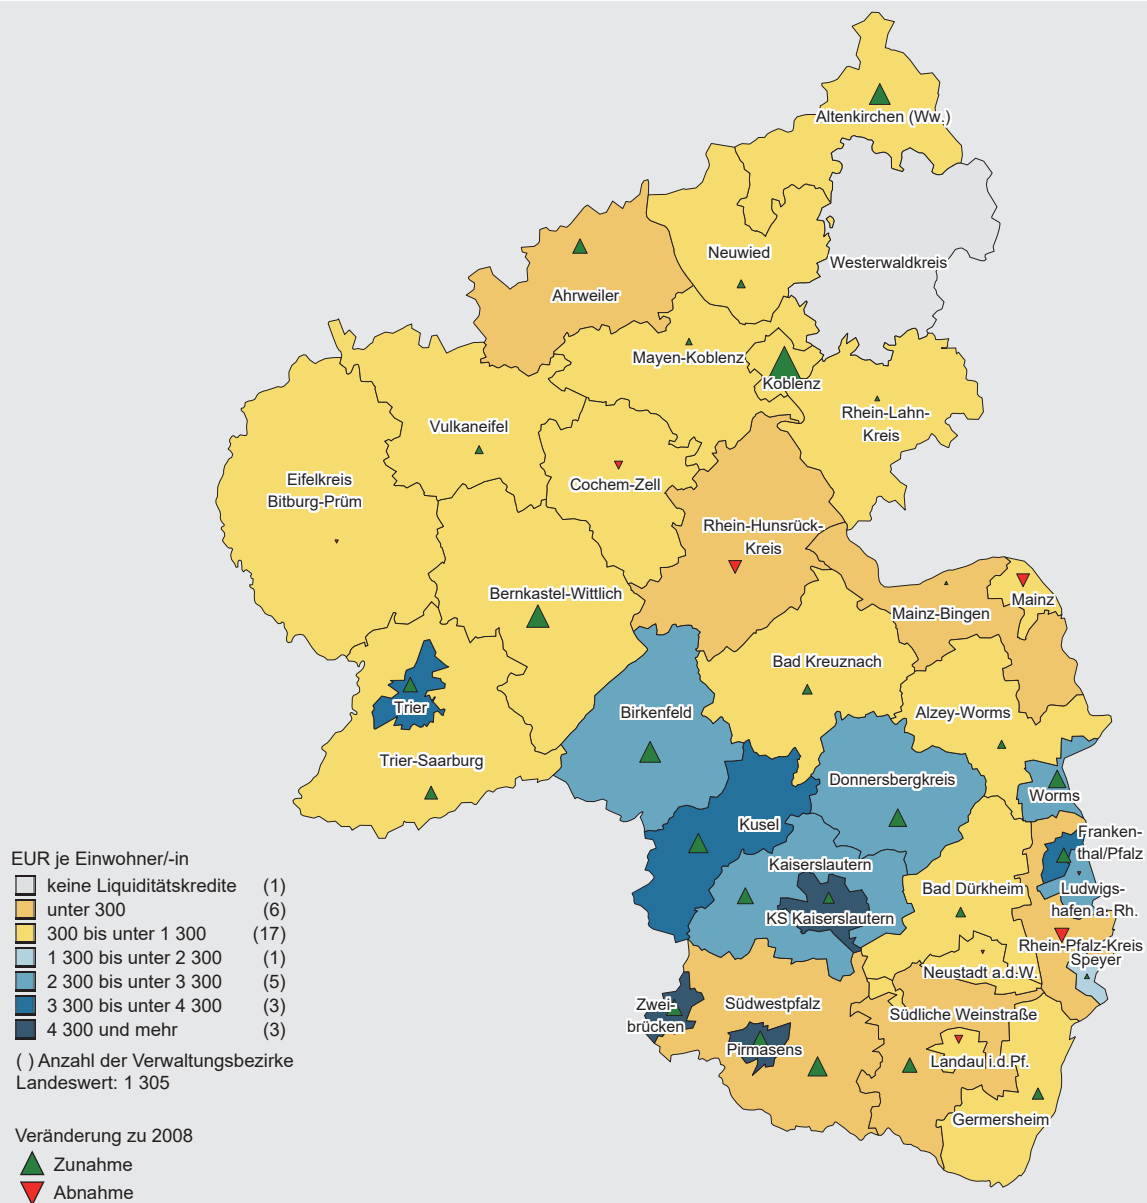 Altenkirchen (Ww.)
Neuwied
Westerwaldkreis
Ahrweiler
Mayen-Koblenz
Koblenz
Rhein-Lahn-
Kreis
Vulkaneifel
Cochem-Zell
Eifelkreis
Bitburg-Prüm
Rhein-Hunsrück-
Kreis
Bernkastel-Wittlich
Mainz-Bingen
Mainz
Bad Kreuznach
Trier
Birkenfeld
Alzey-Worms
Trier-Saarburg
Donnersbergkreis
Worms
Kusel
Franken-
thal/Pfalz
Kaiserslautern
Bad Dürkheim
Ludwigs-
hafen a. Rh.
KS Kaiserslautern
Rhein-Pfalz-Kreis
Speyer
Neustadt a.d.W.
Zwei-
brücken
Südwestpfalz
Südliche Weinstraße
Pirmasens
Landau i.d.Pf.
Germersheim
EUR je Einwohner/-in
keine Liquiditätskredite (1)
unter 300 (6)
300 bis unter 1 300 (17)
1 300 bis unter 2 300 (1)
2 300 bis unter 3 300 (5)
3 300 bis unter 4 300 (3)
4 300 und mehr (3)
( ) Anzahl der Verwaltungsbezirke
Landeswert: 1 305
Veränderung zu 2008
Zunahme
Abnahme